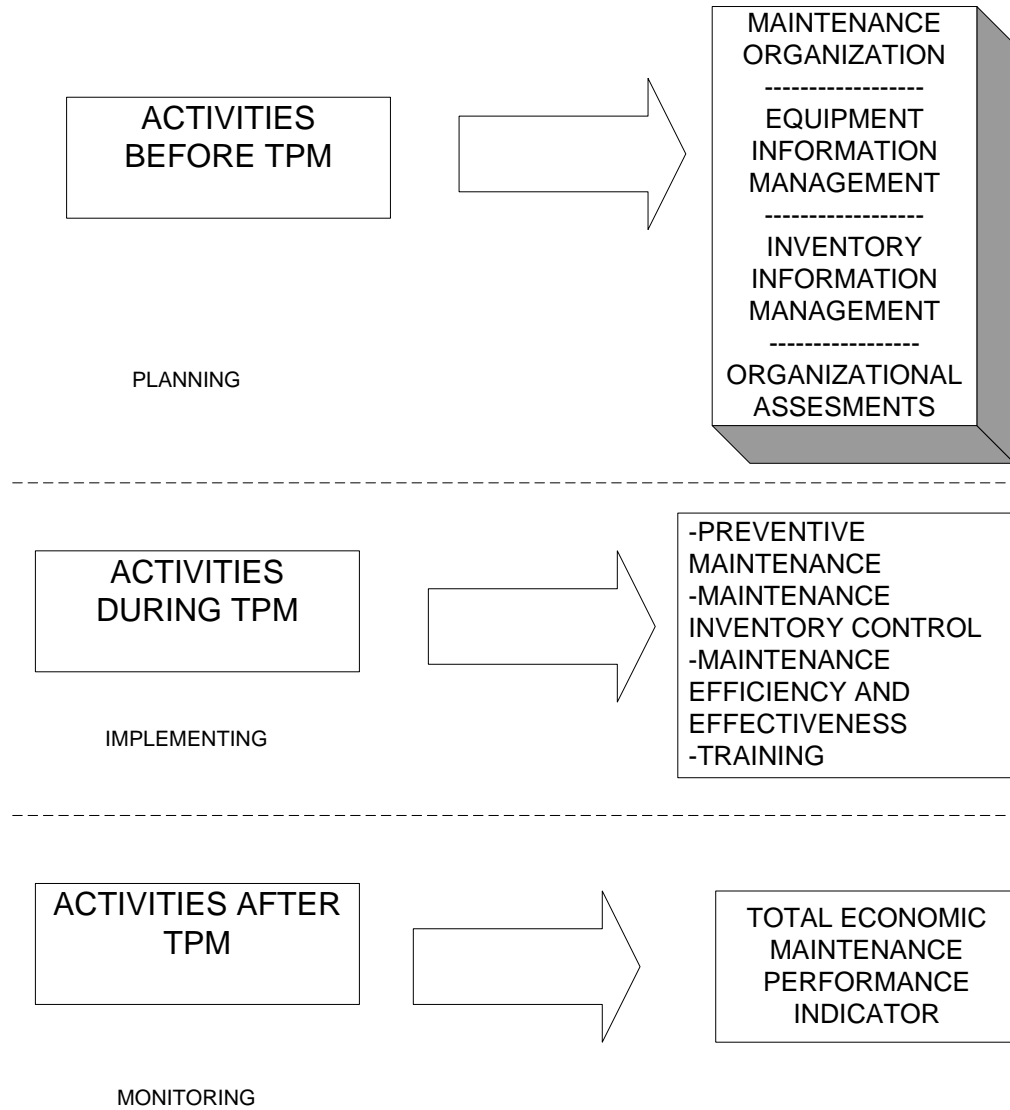 ACTIVITIES
BEFORE TPM
MAINTENANCE
ORGANIZATION
------------------
EQUIPMENT
INFORMATION
MANAGEMENT
------------------
INVENTORY
INFORMATION
MANAGEMENT
-----------------
ORGANIZATIONAL
ASSESMENTS
PLANNING
ACTIVITIES
DURING TPM
-PREVENTIVE
MAINTENANCE
-MAINTENANCE
INVENTORY CONTROL
-MAINTENANCE
EFFICIENCY AND
EFFECTIVENESS
-TRAINING
IMPLEMENTING
ACTIVITIES AFTER
TPM
TOTAL ECONOMIC
MAINTENANCE
PERFORMANCE
INDICATOR
MONITORING